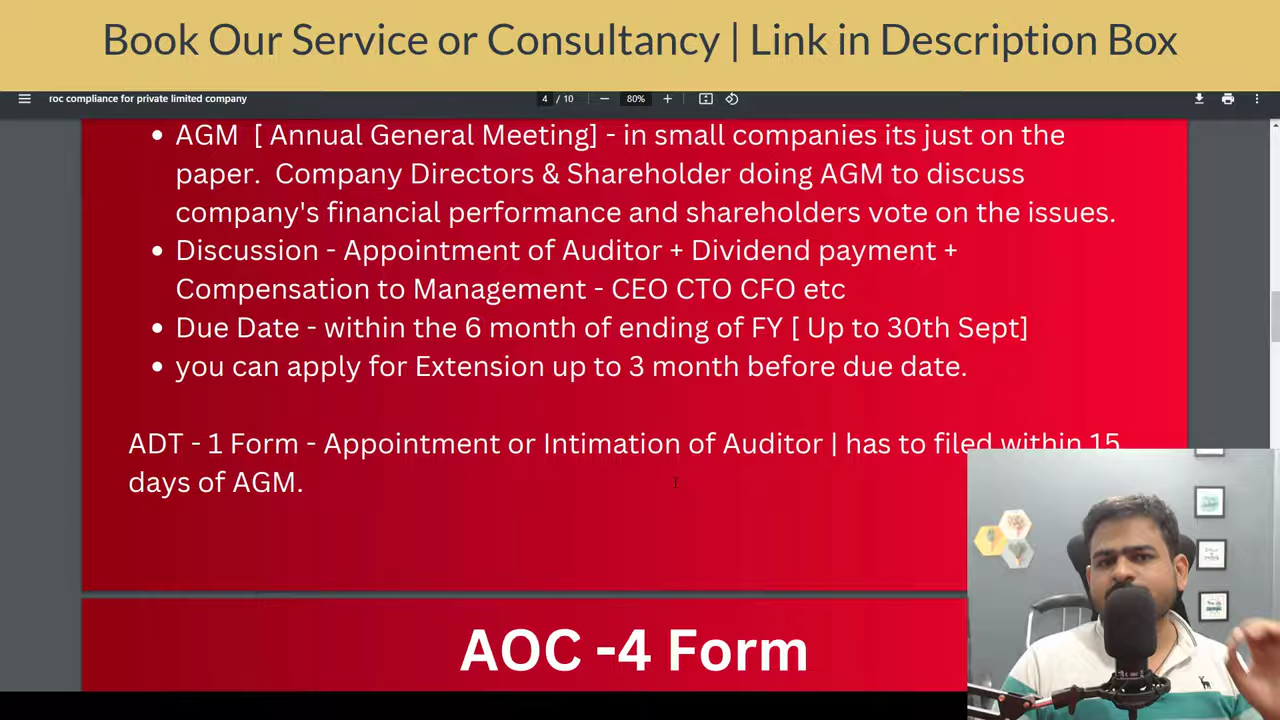 Book Our Service or Consultancy | Link in Description Box
roc compliance for private limited company
4 / 10
80%
AGM [ Annual General Meeting] - in small companies its just on the
paper. Company Directors & Shareholder doing AGM to discuss
company's financial performance and shareholders vote on the issues.
Discussion - Appointment of Auditor + Dividend payment +
Compensation to Management - CEO CTO CFO etc
Due Date - within the 6 month of ending of FY [ Up to 30th Sept]
you can apply for Extension up to 3 month before due date.
ADT - 1 Form - Appointment or Intimation of Auditor | has to filed within 15
days of AGM.
AOC -4 Form